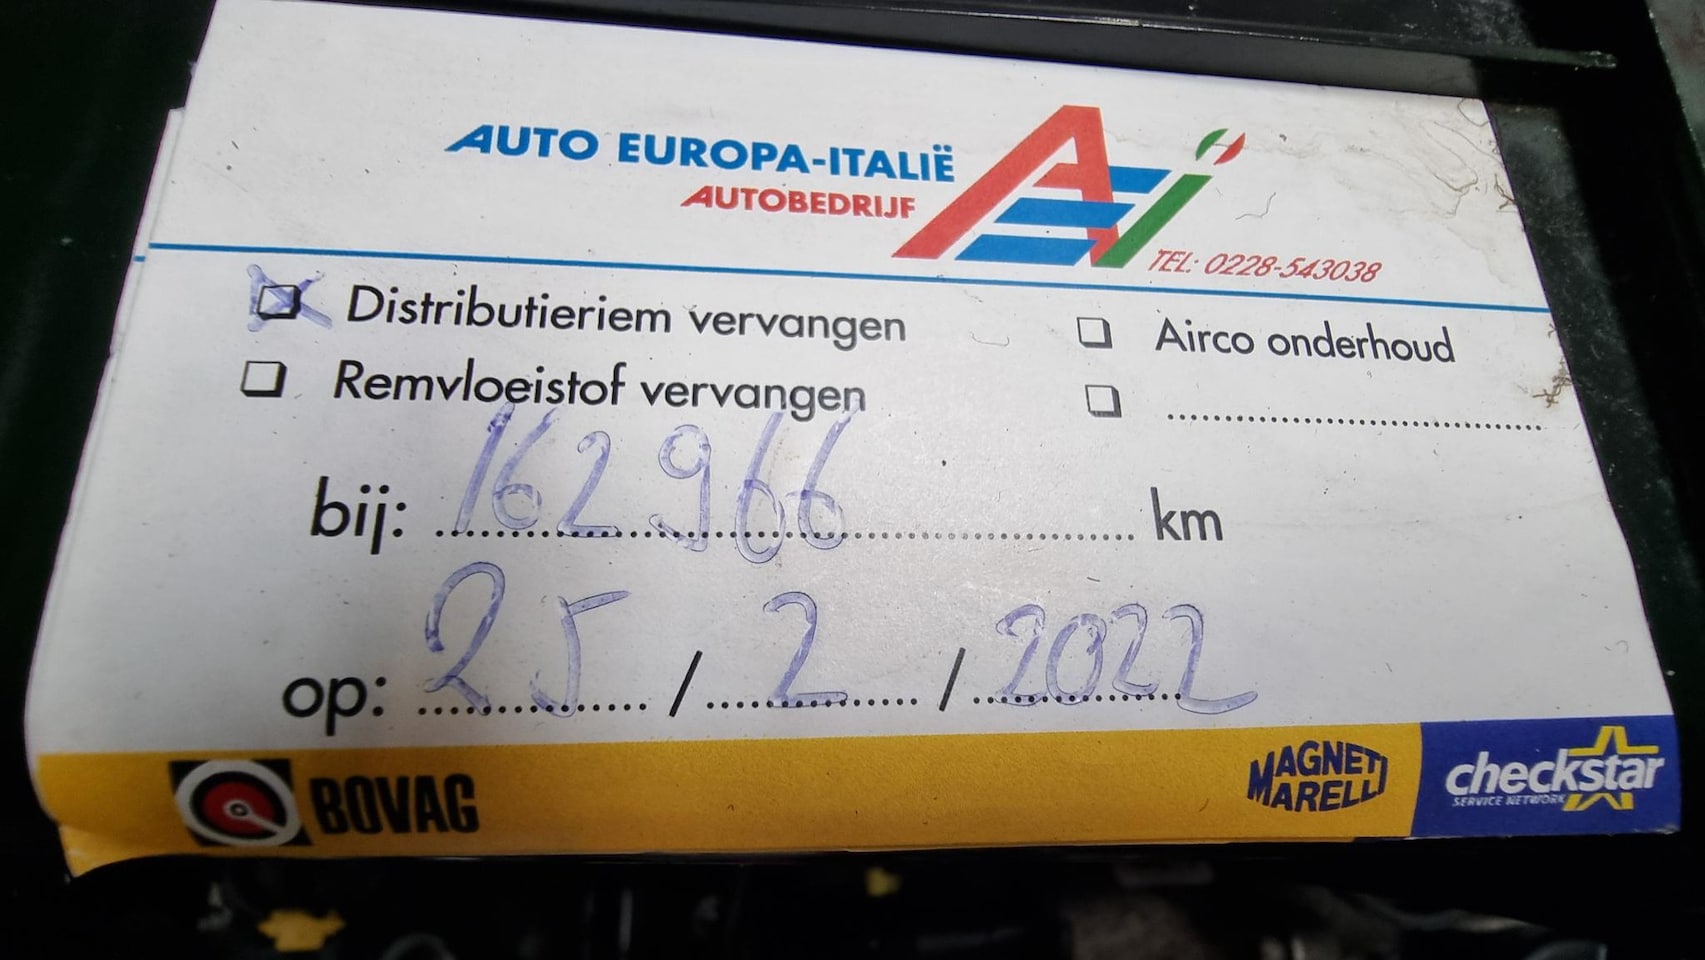 AUTO EUROPA-ITALIË
AUTOBEDRIJF
AEi
TEL: 0228-543038
Distributieriem vervangen
Airco onderhoud
Remvloeistof vervangen
bij: 162966 km
op: 25 / 2 / 2022
BOVAG
MAGNETI
MARELLI
checkstar
SERVICE NETWORK